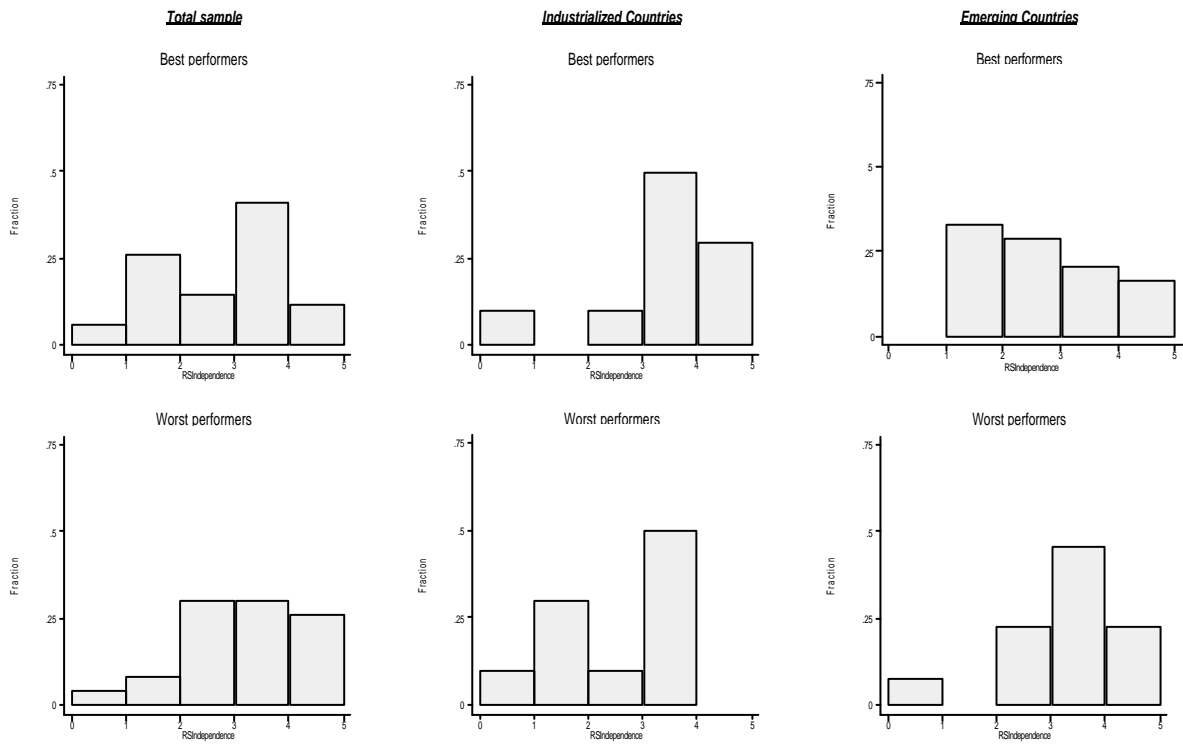 Total sample
Industrialized Countries
Emerging Countries
Best performers
.75
.5
.25
0
Fraction
0 1 2 3 4 5
RSIndependence
Best performers
.75
.5
.25
0
Fraction
0 1 2 3 4 5
RSIndependence
Best performers
.75
.5
.25
0
Fraction
0 1 2 3 4 5
RSIndependence
Worst performers
.75
.5
.25
0
Fraction
0 1 2 3 4 5
RSIndependence
Worst performers
.75
.5
.25
0
Fraction
0 1 2 3 4 5
RSIndependence
Worst performers
.75
.5
.25
0
Fraction
0 1 2 3 4 5
RSIndependence